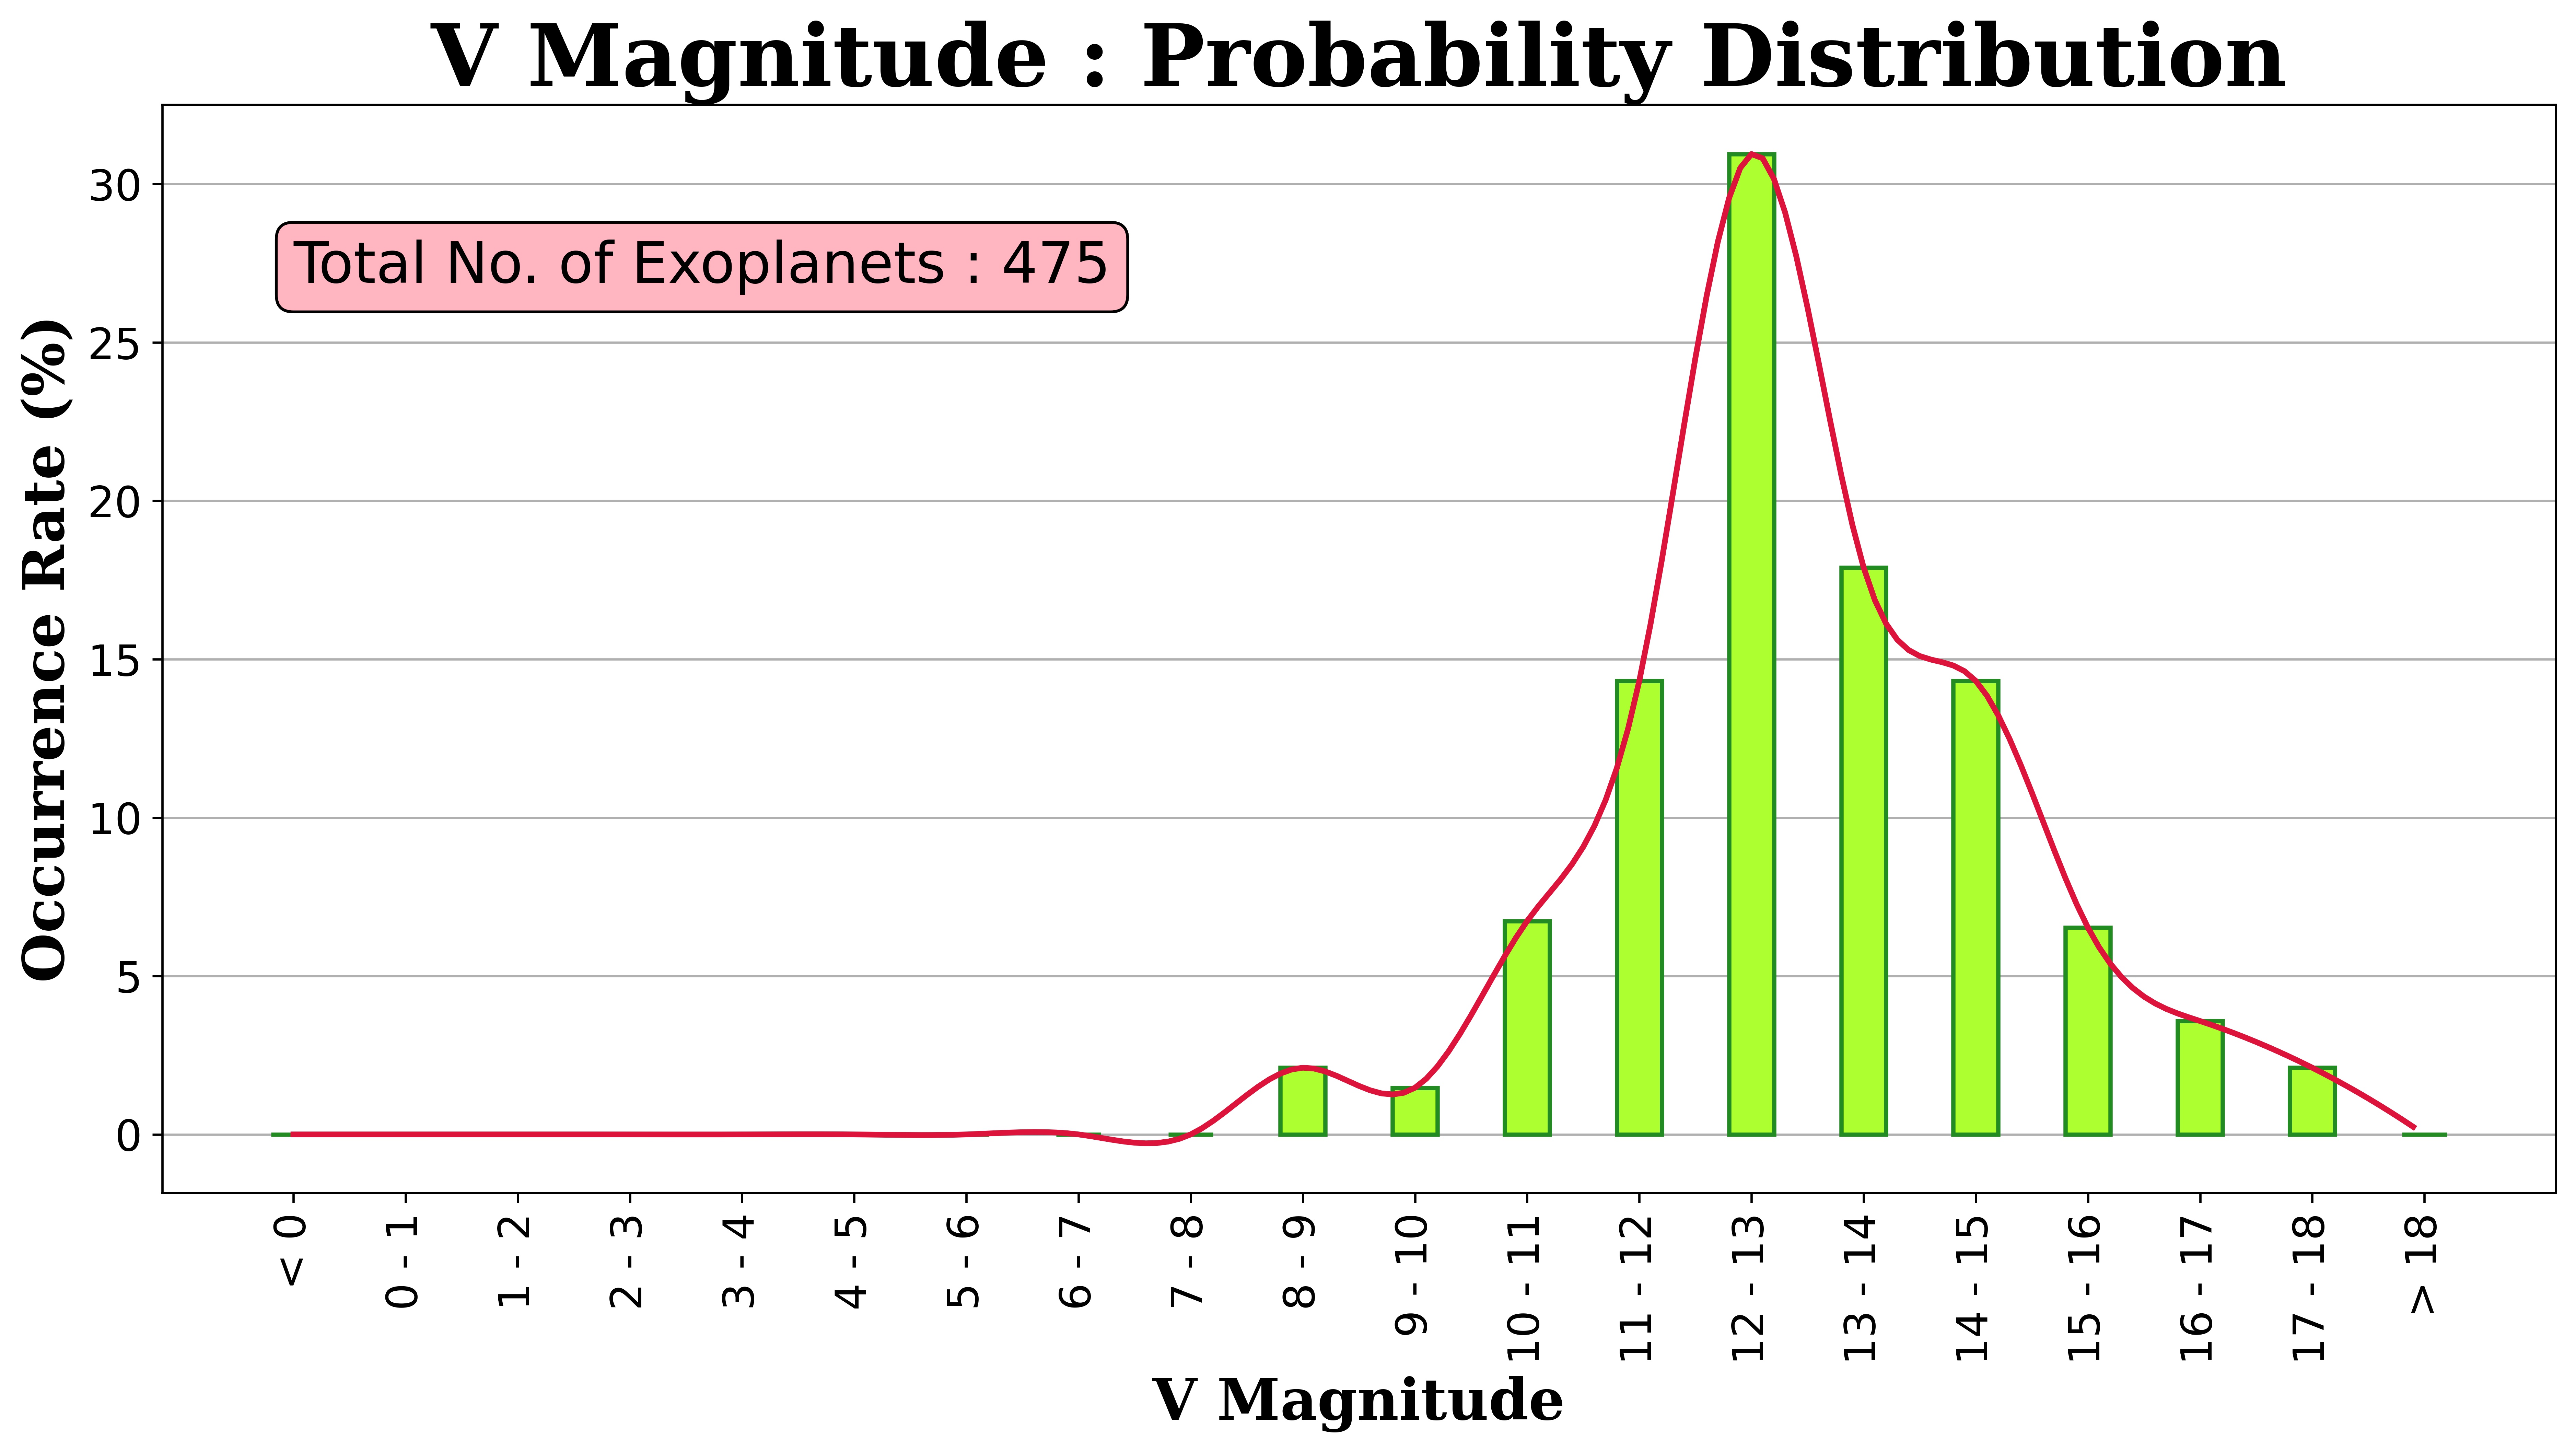 V Magnitude : Probability Distribution
Total No. of Exoplanets : 475
Occurrence Rate (%)
30
25
20
15
10
5
0
< 0
0 - 1
1 - 2
2 - 3
3 - 4
4 - 5
5 - 6
6 - 7
7 - 8
8 - 9
9 - 10
10 - 11
11 - 12
12 - 13
13 - 14
14 - 15
15 - 16
16 - 17
17 - 18
> 18
V Magnitude